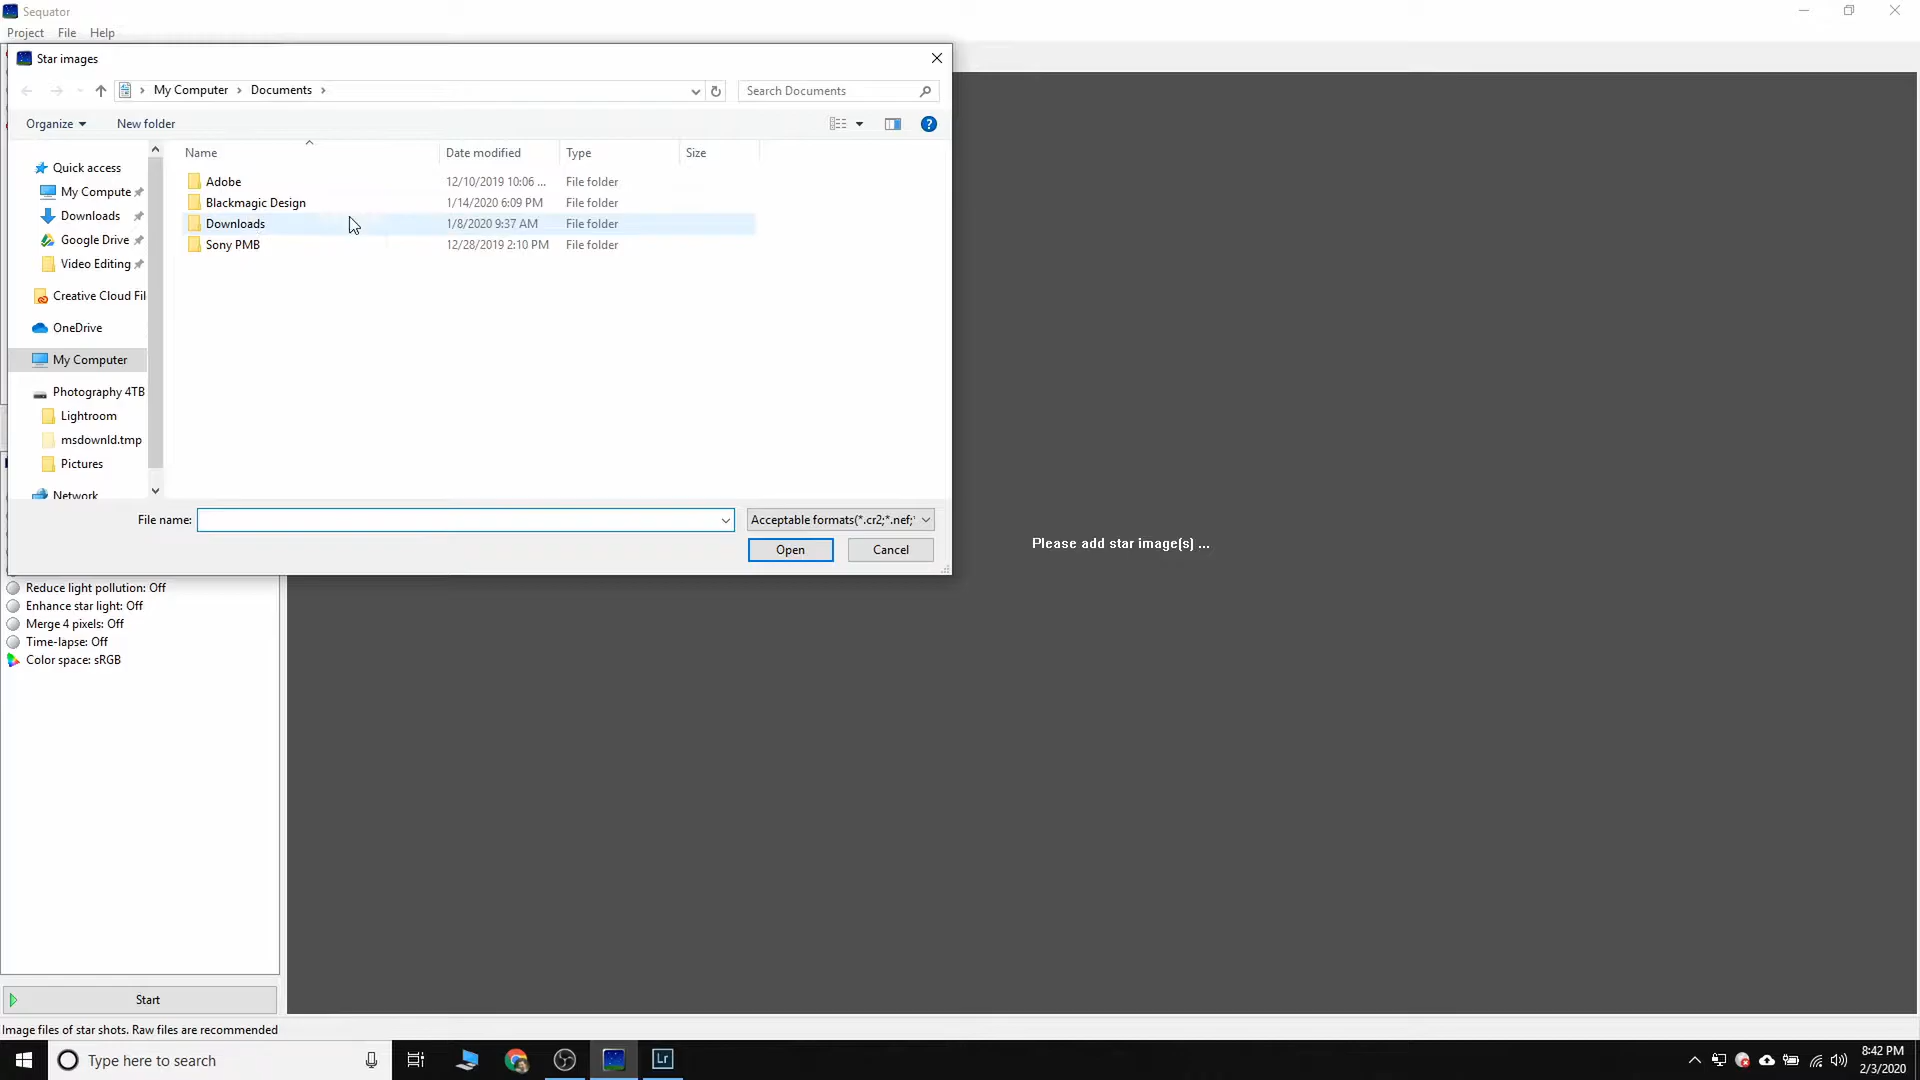 Sequator
Project File Help
Star images
My Computer Documents
Search Documents
Organize New folder
Name Date modified Type Size
Quick access
My Compute
Downloads
Google Drive
Video Editing
Creative Cloud Fil
OneDrive
My Computer
Photography 4TB
Lightroom
msdownld.tmp
Pictures
Network
Adobe 12/10/2019 10:06 ... File folder
Blackmagic Design 1/14/2020 6:09 PM File folder
Downloads 1/8/2020 9:37 AM File folder
Sony PMB 12/28/2019 2:10 PM File folder
File name:
Acceptable formats(*.cr2;*.nef;*
Open Cancel
Please add star image(s) ...
Reduce light pollution: Off
Enhance star light: Off
Merge 4 pixels: Off
Time-lapse: Off
Color space: sRGB
Start
Image files of star shots. Raw files are recommended
Type here to search
Lr
8:42 PM
2/3/2020